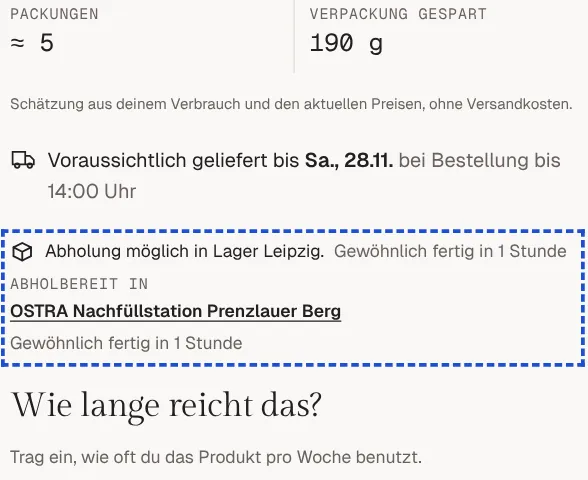 PACKUNGEN
≈ 5
VERPACKUNG GESPART
190 g
Schätzung aus deinem Verbrauch und den aktuellen Preisen, ohne Versandkosten.
Voraussichtlich geliefert bis Sa., 28.11. bei Bestellung bis
14:00 Uhr
Abholung möglich in Lager Leipzig. Gewöhnlich fertig in 1 Stunde
ABHOLBEREIT IN
OSTRA Nachfüllstation Prenzlauer Berg
Gewöhnlich fertig in 1 Stunde
Wie lange reicht das?
Trag ein, wie oft du das Produkt pro Woche benutzt.